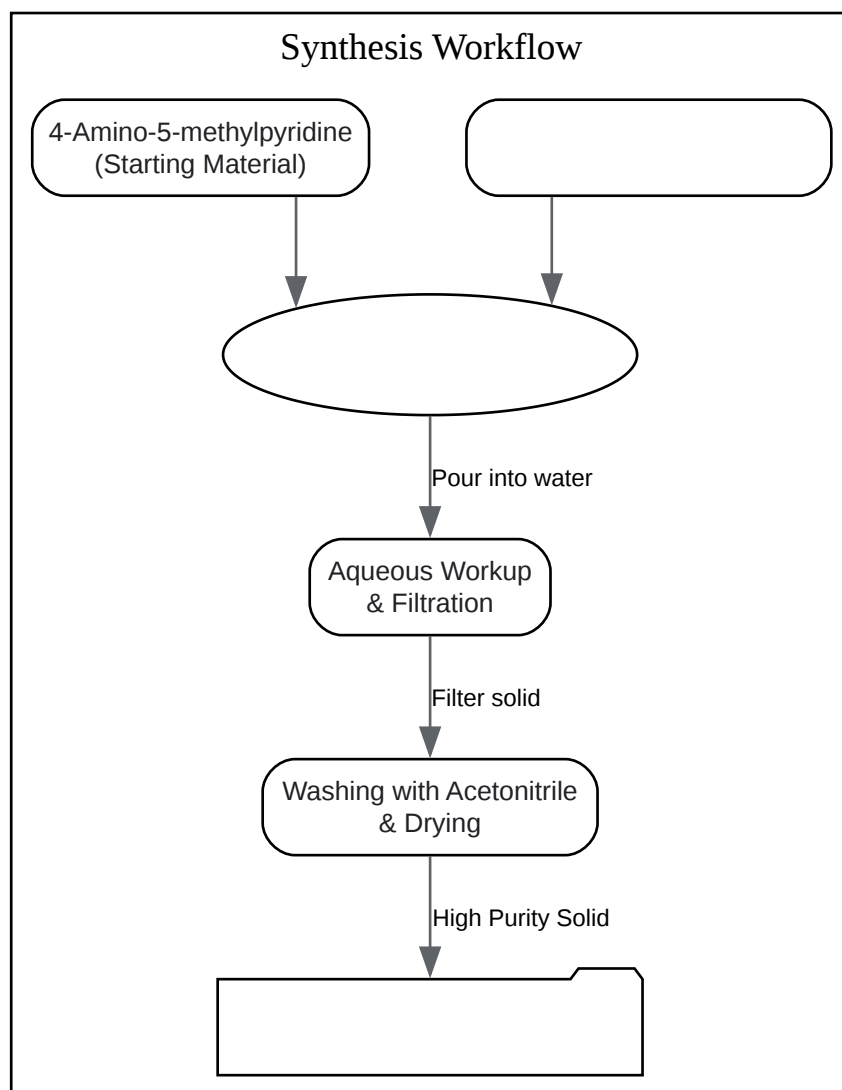 Synthesis Workflow
4-Amino-5-methylpyridine
(Starting Material)
Pour into water
Aqueous Workup
& Filtration
Filter solid
Washing with Acetonitrile
& Drying
High Purity Solid